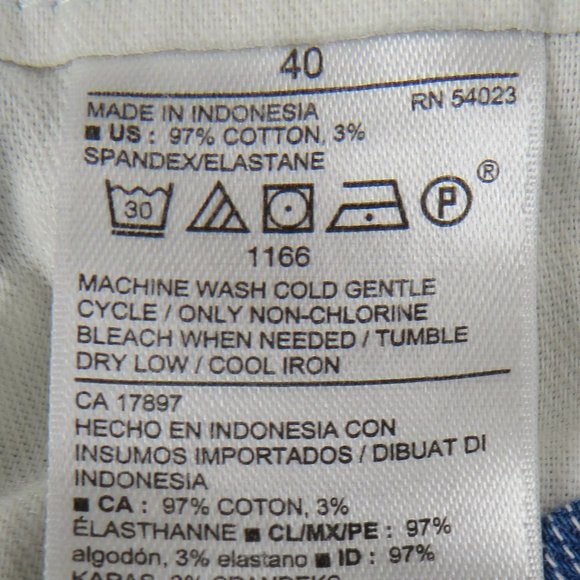 40
MADE IN INDONESIA RN 54023
■ US : 97% COTTON, 3%
SPANDEX/ELASTANE
30 P ®
1166
MACHINE WASH COLD GENTLE
CYCLE / ONLY NON-CHLORINE
BLEACH WHEN NEEDED / TUMBLE
DRY LOW / COOL IRON
CA 17897
HECHO EN INDONESIA CON
INSUMOS IMPORTADOS / DIBUAT DI
INDONESIA
■ CA : 97% COTON, 3%
ÉLASTHANNE ■ CL/MX/PE : 97%
algodón, 3% elastano ■ ID : 97%